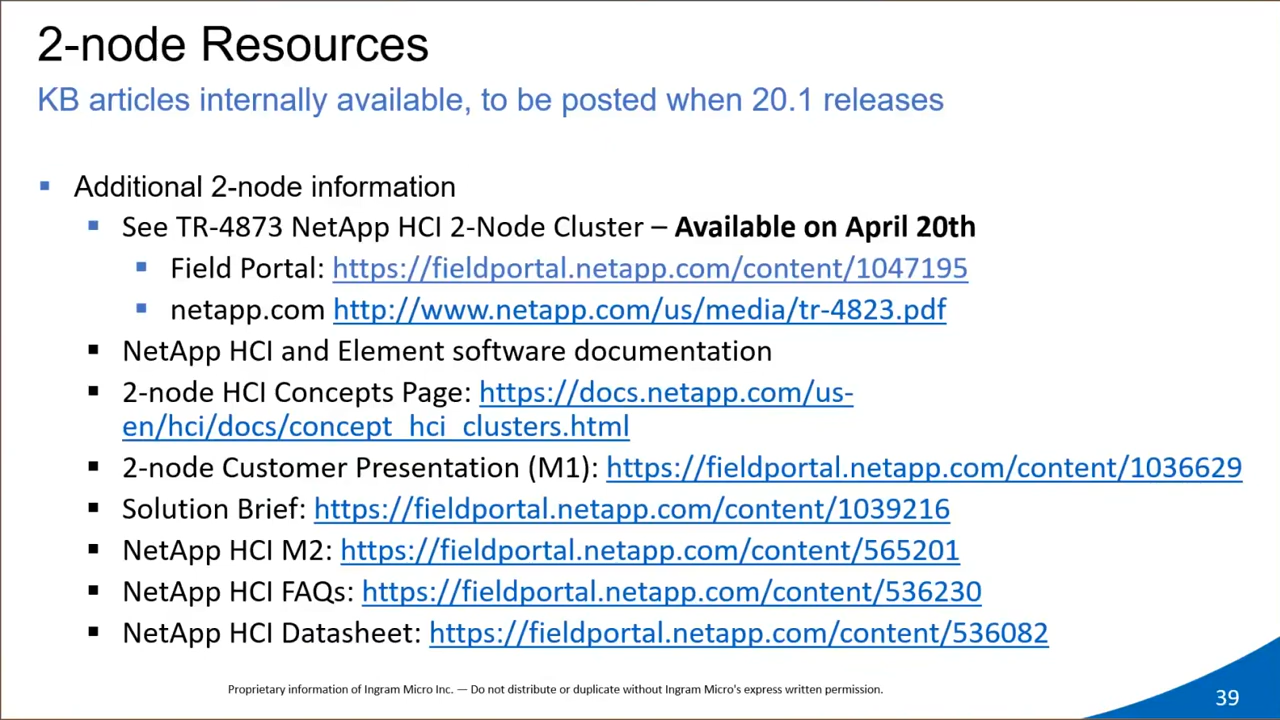 2-node Resources
KB articles internally available, to be posted when 20.1 releases
Additional 2-node information
See TR-4873 NetApp HCI 2-Node Cluster – Available on April 20th
Field Portal: https://fieldportal.netapp.com/content/1047195
netapp.com http://www.netapp.com/us/media/tr-4823.pdf
NetApp HCI and Element software documentation
2-node HCI Concepts Page: https://docs.netapp.com/us-
en/hci/docs/concept_hci_clusters.html
2-node Customer Presentation (M1): https://fieldportal.netapp.com/content/1036629
Solution Brief: https://fieldportal.netapp.com/content/1039216
NetApp HCI M2: https://fieldportal.netapp.com/content/565201
NetApp HCI FAQs: https://fieldportal.netapp.com/content/536230
NetApp HCI Datasheet: https://fieldportal.netapp.com/content/536082
Proprietary information of Ingram Micro Inc. — Do not distribute or duplicate without Ingram Micro's express written permission.
39